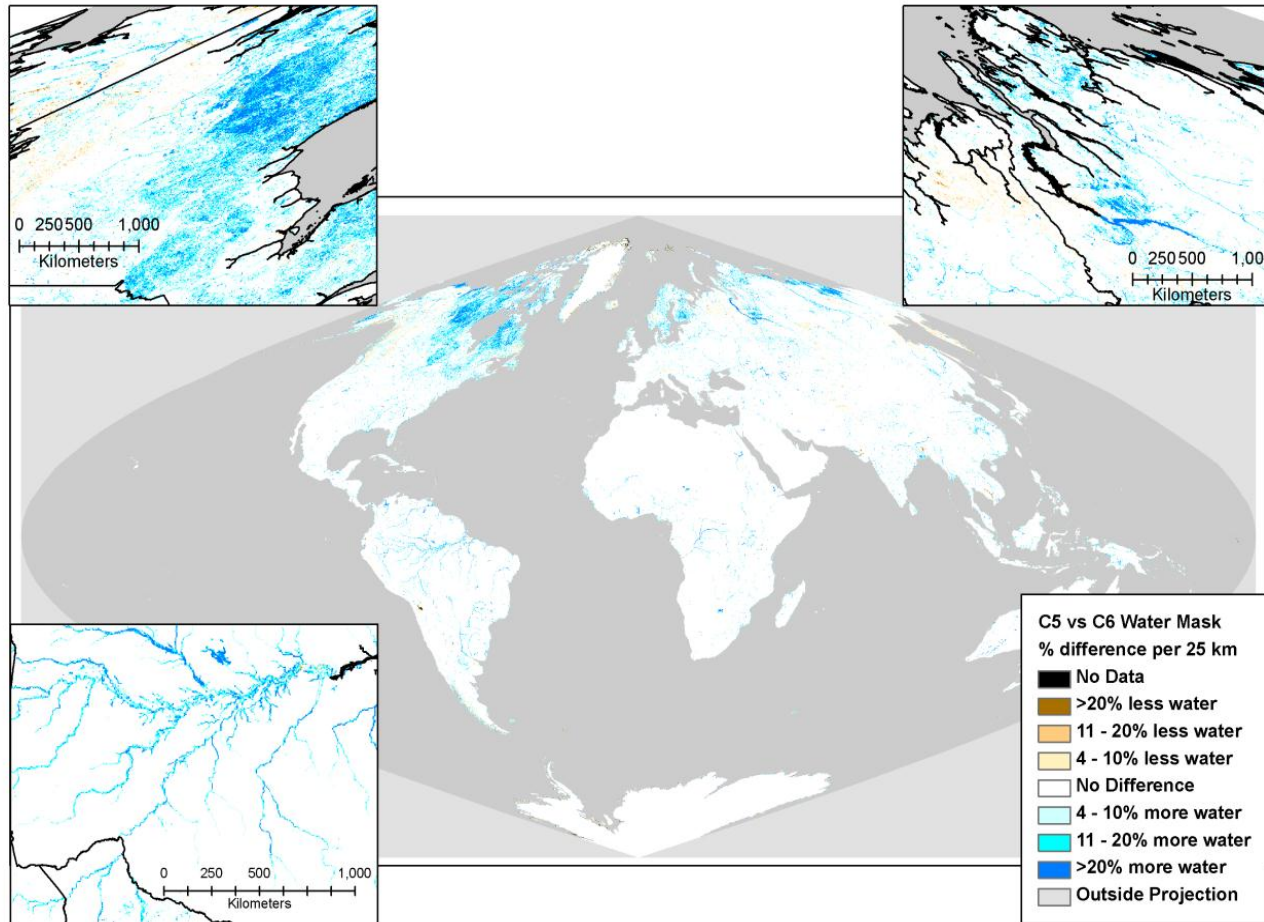 0 250 500 1,000
Kilometers
0 250 500 1,00
Kilometers
0 250 500 1,000
Kilometers
C5 vs C6 Water Mask
% difference per 25 km
No Data
>20% less water
11 - 20% less water
4 - 10% less water
No Difference
4 - 10% more water
11 - 20% more water
>20% more water
Outside Projection